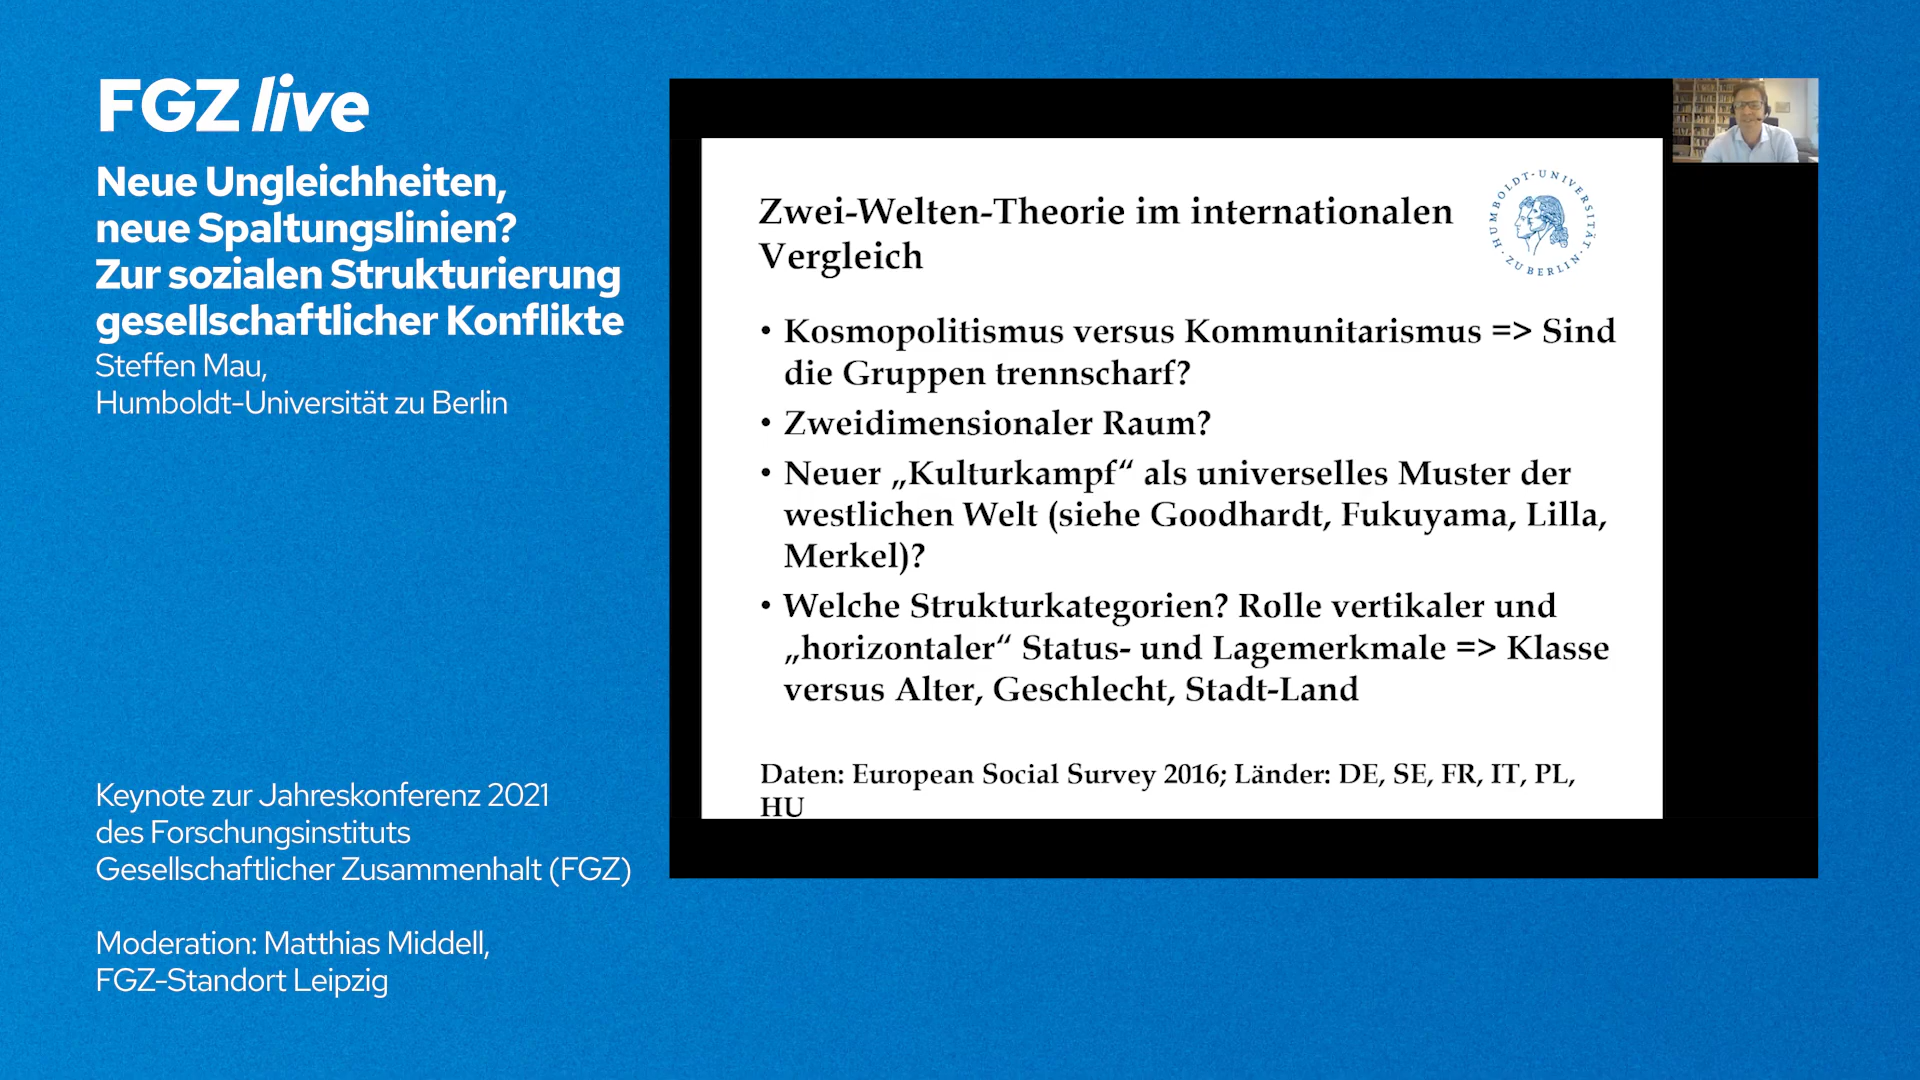 FGZ live
Neue Ungleichheiten,
neue Spaltungslinien?
Zur sozialen Strukturierung
gesellschaftlicher Konflikte
Steffen Mau,
Humboldt-Universität zu Berlin
Keynote zur Jahreskonferenz 2021
des Forschungsinstituts
Gesellschaftlicher Zusammenhalt (FGZ)
Moderation: Matthias Middell,
FGZ-Standort Leipzig
Zwei-Welten-Theorie im internationalen
Vergleich
HUMBOLDT-UNIVERSITÄT
ZU BERLIN
• Kosmopolitismus versus Kommunitarismus => Sind
die Gruppen trennscharf?
• Zweidimensionaler Raum?
• Neuer „Kulturkampf“ als universelles Muster der
westlichen Welt (siehe Goodhardt, Fukuyama, Lilla,
Merkel)?
• Welche Strukturkategorien? Rolle vertikaler und
„horizontaler“ Status- und Lagemerkmale => Klasse
versus Alter, Geschlecht, Stadt-Land
Daten: European Social Survey 2016; Länder: DE, SE, FR, IT, PL,
HU